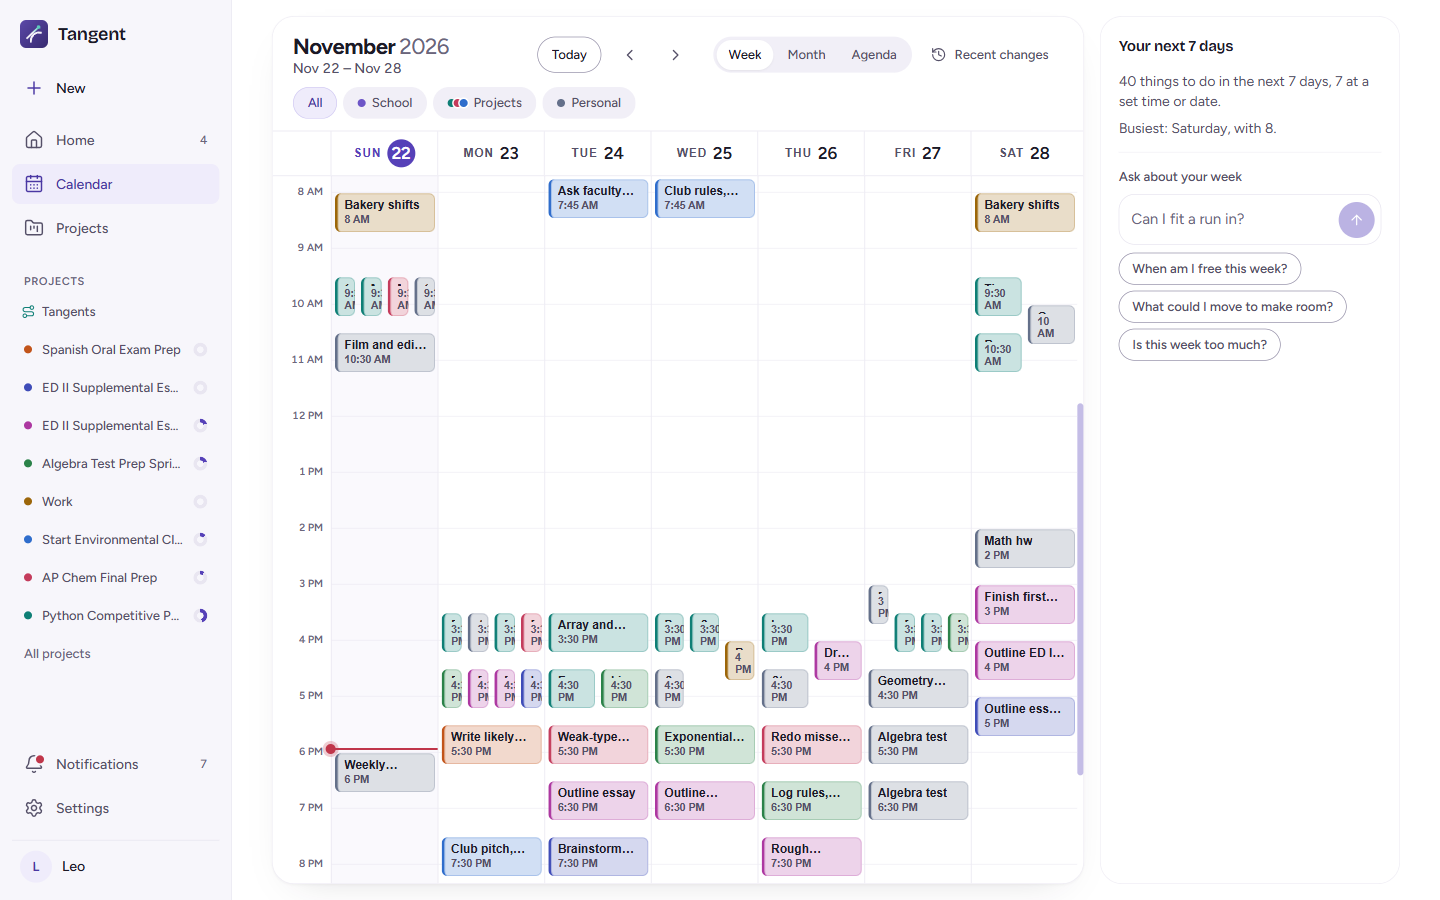 Tangent
New
Home 4
Calendar
Projects
PROJECTS
Tangents
Spanish Oral Exam Prep
ED II Supplemental Es...
ED II Supplemental Es...
Algebra Test Prep Spri...
Work
Start Environmental Cl...
AP Chem Final Prep
Python Competitive P...
All projects
Notifications 7
Settings
L Leo
November 2026
Nov 22 – Nov 28
Today
Week Month Agenda
Recent changes
All School Projects Personal
SUN 22 MON 23 TUE 24 WED 25 THU 26 FRI 27 SAT 28
8 AM
9 AM
10 AM
11 AM
12 PM
1 PM
2 PM
3 PM
4 PM
5 PM
6 PM
7 PM
8 PM
Bakery shifts
8 AM
Film and edi...
10:30 AM
Weekly...
6 PM
Write likely...
5:30 PM
Club pitch,...
7:30 PM
Ask faculty...
7:45 AM
Array and...
3:30 PM
4:30 PM
4:30 PM
Weak-type...
5:30 PM
Outline essay
6:30 PM
Brainstorm...
7:30 PM
Club rules,...
7:45 AM
4 PM
Exponential...
5:30 PM
Outline...
6:30 PM
3:30 PM
Dr...
4 PM
4:30 PM
Redo misse...
5:30 PM
Log rules,...
6:30 PM
Rough...
7:30 PM
Geometry...
4:30 PM
Algebra test
5:30 PM
Algebra test
6:30 PM
Bakery shifts
8 AM
9:30 AM
10 AM
10:30 AM
Math hw
2 PM
Finish first...
3 PM
Outline ED I...
4 PM
Outline ess...
5 PM
Your next 7 days
40 things to do in the next 7 days, 7 at a
set time or date.
Busiest: Saturday, with 8.
Ask about your week
Can I fit a run in?
When am I free this week?
What could I move to make room?
Is this week too much?